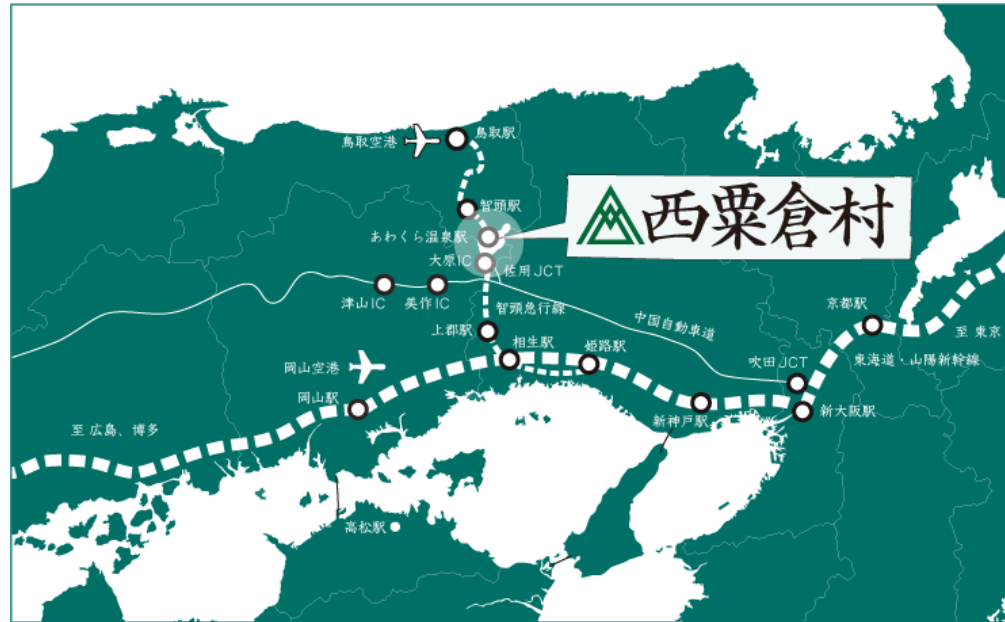 鳥取空港
鳥取駅
智頭駅
西粟倉村
あわくら温泉駅
大原IC
佐用JCT
津山IC
美作IC
智頭急行線
中国自動車道
京都駅
至 東京
上郡駅
相生駅
姫路駅
吹田JCT
東海道・山陽新幹線
岡山空港
岡山駅
新神戸駅
新大阪駅
至 広島、博多
高松駅